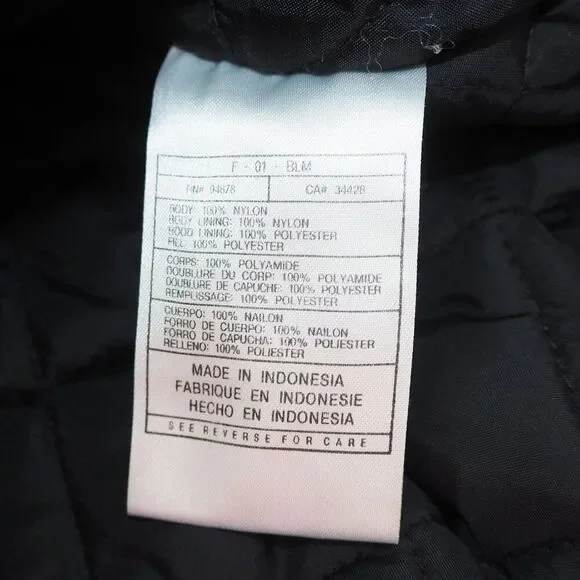 F - 01 - BLM
RN# 94878 CA# 34428
BODY: 100% NYLON
BODY LINING: 100% NYLON
HOOD LINING: 100% POLYESTER
FILL: 100% POLYESTER
CORPS: 100% POLYAMIDE
DOUBLURE DU CORP: 100% POLYAMIDE
DOUBLURE DE CAPUCHE: 100% POLYESTER
REMPLISSAGE: 100% POLYESTER
CUERPO: 100% NAILON
FORRO DE CUERPO: 100% NAILON
FORRO DE CAPUCHA: 100% POLIESTER
RELLENO: 100% POLIESTER
MADE IN INDONESIA
FABRIQUE EN INDONESIE
HECHO EN INDONESIA
SEE REVERSE FOR CARE